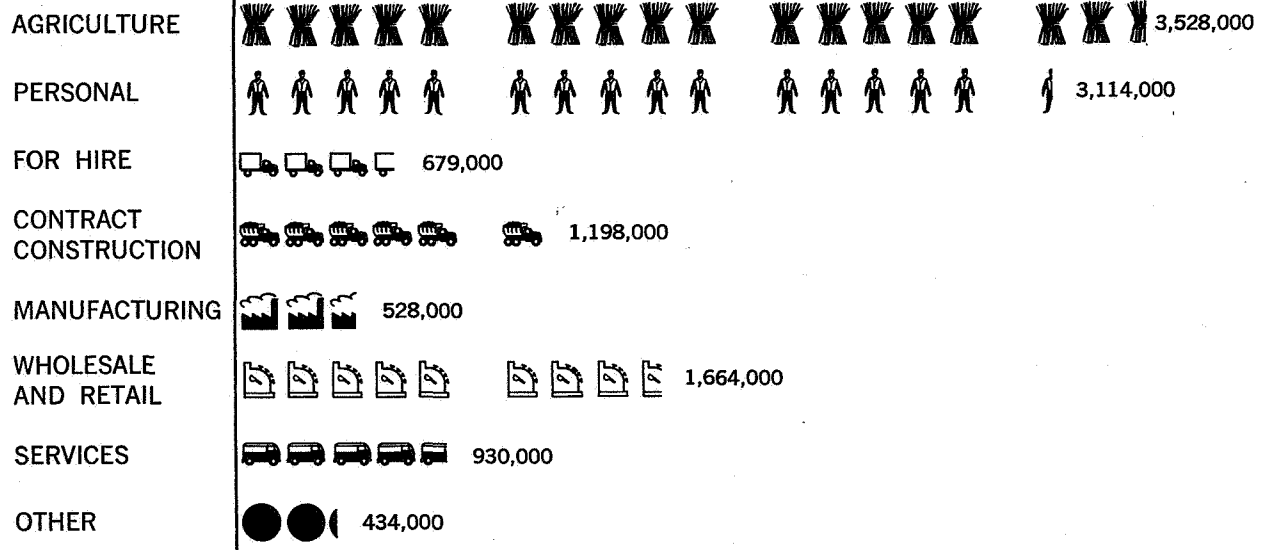 AGRICULTURE 3,528,000
PERSONAL 3,114,000
FOR HIRE 679,000
CONTRACT
CONSTRUCTION 1,198,000
MANUFACTURING 528,000
WHOLESALE
AND RETAIL 1,664,000
SERVICES 930,000
OTHER 434,000